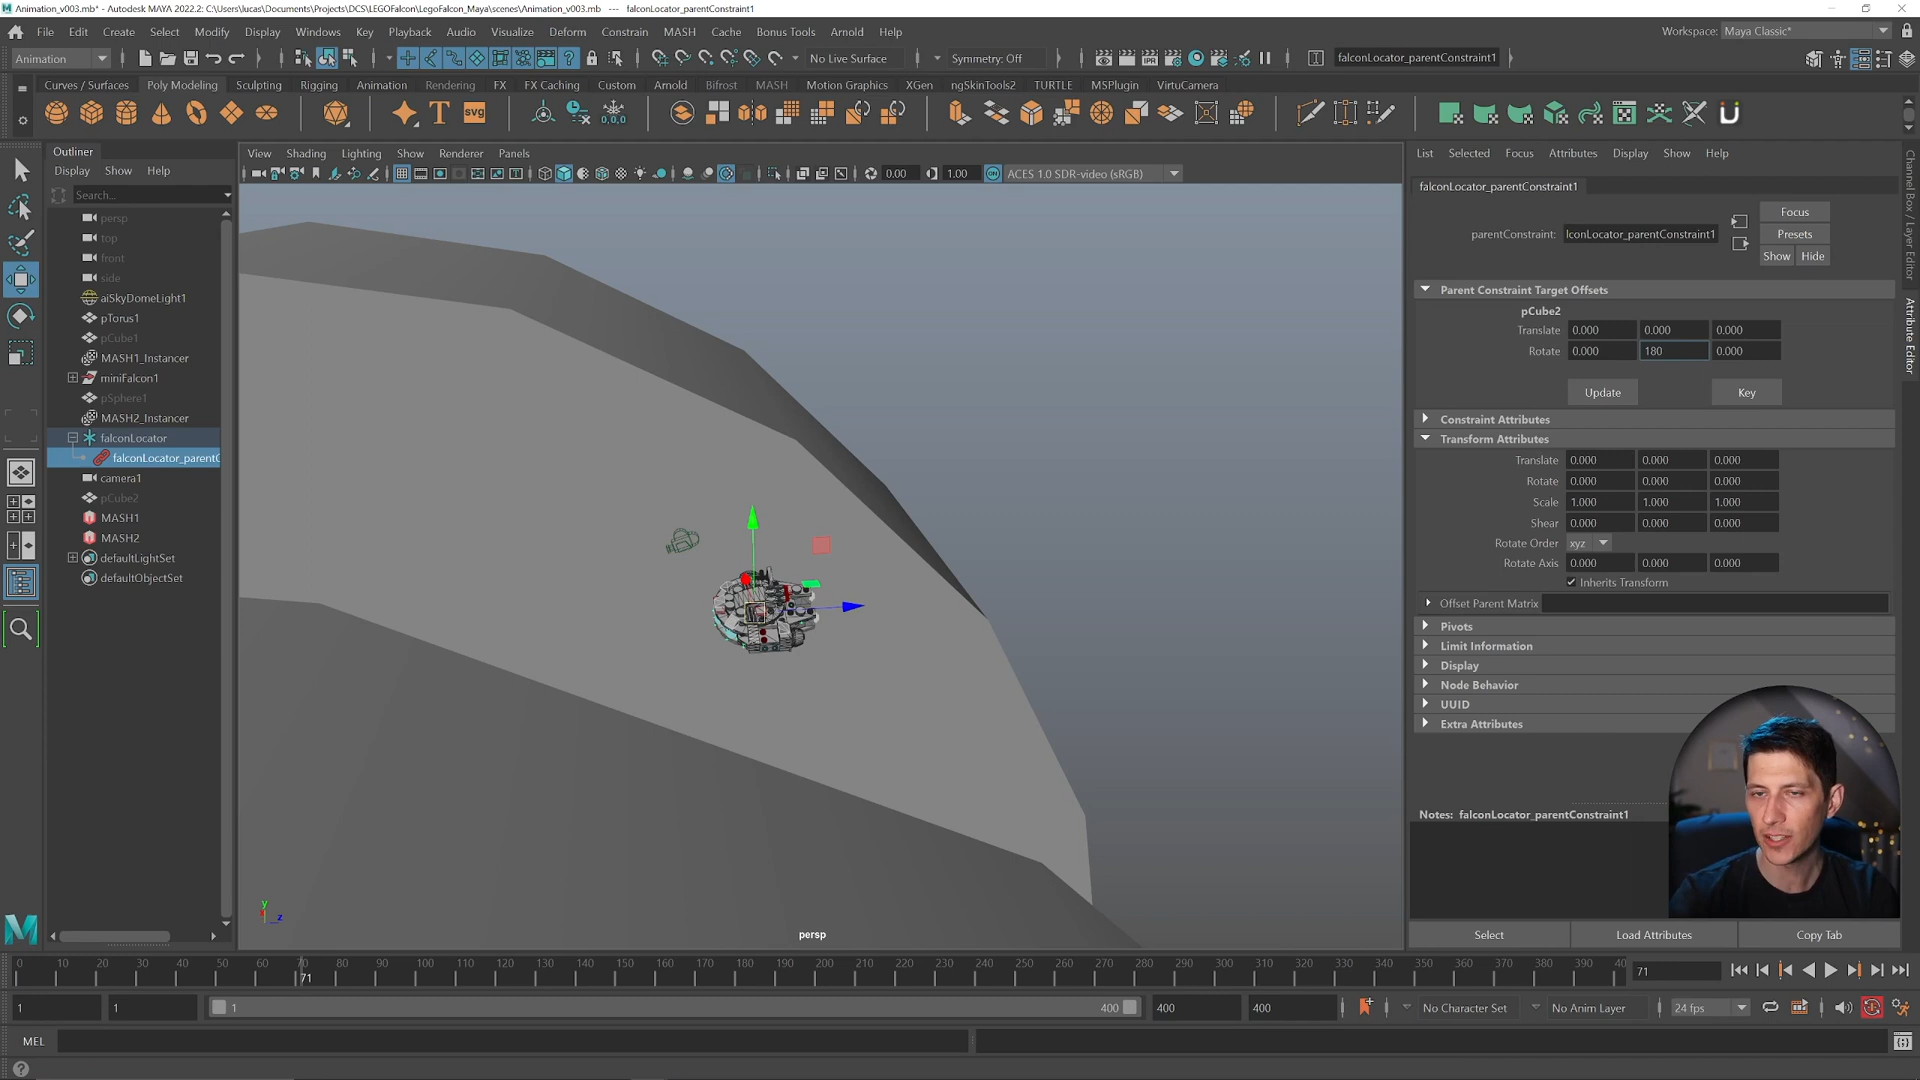 Animation_v003.mb* - Autodesk MAYA 2022.2: C:\Users\lucas\Documents\Projects\DCS\LEGOFalcon\LegoFalcon_Maya\scenes\Animation_v003.mb --- falconLocator_parentConstraint1
File Edit Create Select Modify Display Windows Key Playback Audio Visualize Deform Constrain MASH Cache Bonus Tools Arnold Help
Workspace: Maya Classic*
Animation No Live Surface Symmetry: Off falconLocator_parentConstraint1
Curves / Surfaces Poly Modeling Sculpting Rigging Animation Rendering FX FX Caching Custom Arnold Bifrost MASH Motion Graphics XGen ngSkinTools2 TURTLE MSPlugin VirtuCamera
T svg 0,0,0
Outliner
Display Show Help
Search...
persp
top
front
side
aiSkyDomeLight1
pTorus1
pCube1
MASH1_Instancer
miniFalcon1
pSphere1
MASH2_Instancer
falconLocator
falconLocator_parentC
camera1
pCube2
MASH1
MASH2
defaultLightSet
defaultObjectSet
View Shading Lighting Show Renderer Panels
0.00 1.00 ACES 1.0 SDR-video (sRGB)
y
z
persp
List Selected Focus Attributes Display Show Help
falconLocator_parentConstraint1
parentConstraint: lconLocator_parentConstraint1
Focus
Presets
Show Hide
Parent Constraint Target Offsets
pCube2
Translate 0.000 0.000 0.000
Rotate 0.000 180 0.000
Update Key
Constraint Attributes
Transform Attributes
Translate 0.000 0.000 0.000
Rotate 0.000 0.000 0.000
Scale 1.000 1.000 1.000
Shear 0.000 0.000 0.000
Rotate Order xyz
Rotate Axis 0.000 0.000 0.000
Inherits Transform
Offset Parent Matrix
Pivots
Limit Information
Display
Node Behavior
UUID
Extra Attributes
Notes: falconLocator_parentConstraint1
Select Load Attributes Copy Tab
Channel Box / Layer Editor
Attribute Editor
0 10 20 30 40 50 60 70 80 90 100 110 120 130 140 150 160 170 180 190 200 210 220 230 240 250 260 270 280 290 300 310 320 330 340 350 360 370 380 390 40
71
71
1 1 1 400 400 400 No Character Set No Anim Layer 24 fps
MEL